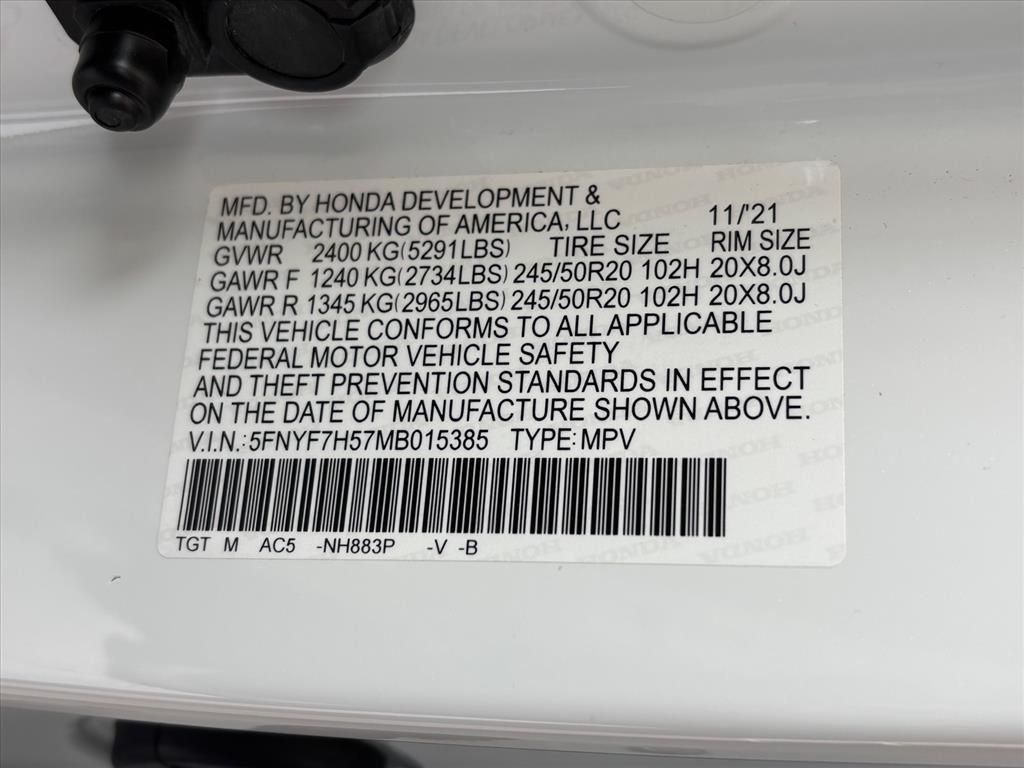 MFD. BY HONDA DEVELOPMENT &
MANUFACTURING OF AMERICA, LLC 11/'21
GVWR 2400 KG(5291LBS) TIRE SIZE RIM SIZE
GAWR F 1240 KG(2734LBS) 245/50R20 102H 20X8.0J
GAWR R 1345 KG(2965LBS) 245/50R20 102H 20X8.0J
THIS VEHICLE CONFORMS TO ALL APPLICABLE
FEDERAL MOTOR VEHICLE SAFETY
AND THEFT PREVENTION STANDARDS IN EFFECT
ON THE DATE OF MANUFACTURE SHOWN ABOVE.
V.I.N.:5FNYF7H57MB015385 TYPE:MPV
TGT M AC5 -NH883P -V -B